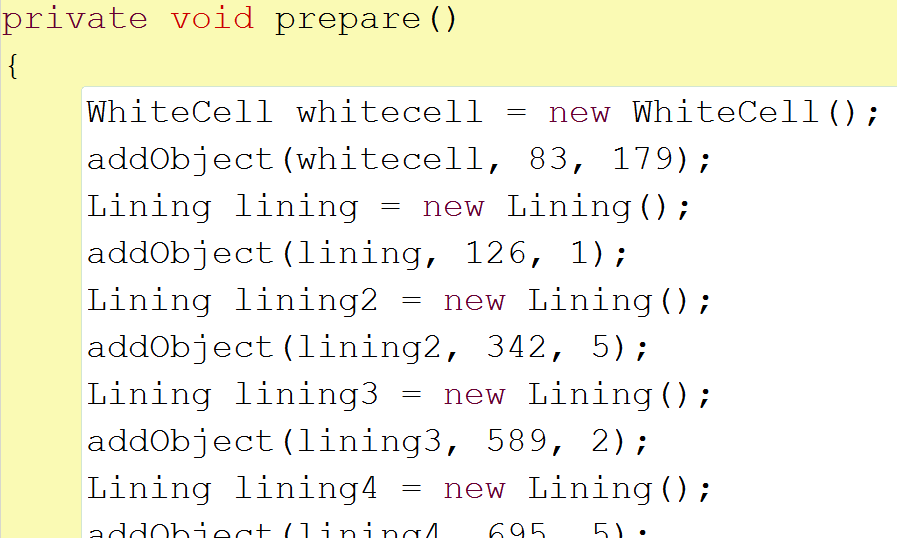 private void prepare()
{
WhiteCell whitecell = new WhiteCell();
addObject(whitecell, 83, 179);
Lining lining = new Lining();
addObject(lining, 126, 1);
Lining lining2 = new Lining();
addObject(lining2, 342, 5);
Lining lining3 = new Lining();
addObject(lining3, 589, 2);
Lining lining4 = new Lining();
addObject(lining4, 695, 5);